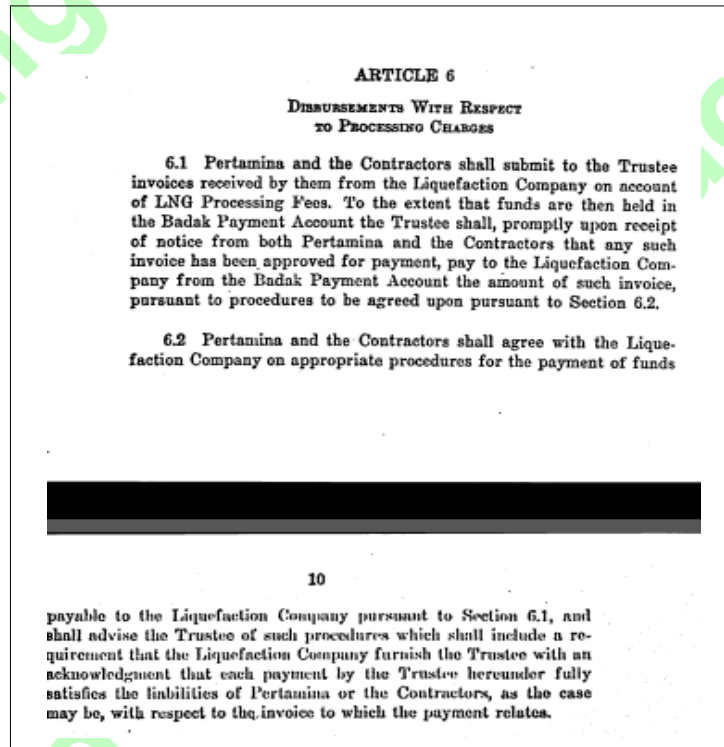 ARTICLE 6
DISBURSEMENTS WITH RESPECT
TO PROCESSING CHARGES
6.1 Pertamina and the Contractors shall submit to the Trustee
invoices received by them from the Liquefaction Company on account
of LNG Processing Fees. To the extent that funds are then held in
the Badak Payment Account the Trustee shall, promptly upon receipt
of notice from both Pertamina and the Contractors that any such
invoice has been approved for payment, pay to the Liquefaction Com-
pany from the Badak Payment Account the amount of such invoice,
pursuant to procedures to be agreed upon pursuant to Section 6.2.
6.2 Pertamina and the Contractors shall agree with the Lique-
faction Company on appropriate procedures for the payment of funds
10
payable to the Liquefaction Company pursuant to Section 6.1, and
shall advise the Trustee of such procedures which shall include a re-
quirement that the Liquefaction Company furnish the Trustee with an
acknowledgment that each payment by the Trustee hereunder fully
satisfies the liabilities of Pertamina or the Contractors, as the case
may be, with respect to the invoice to which the payment relates.